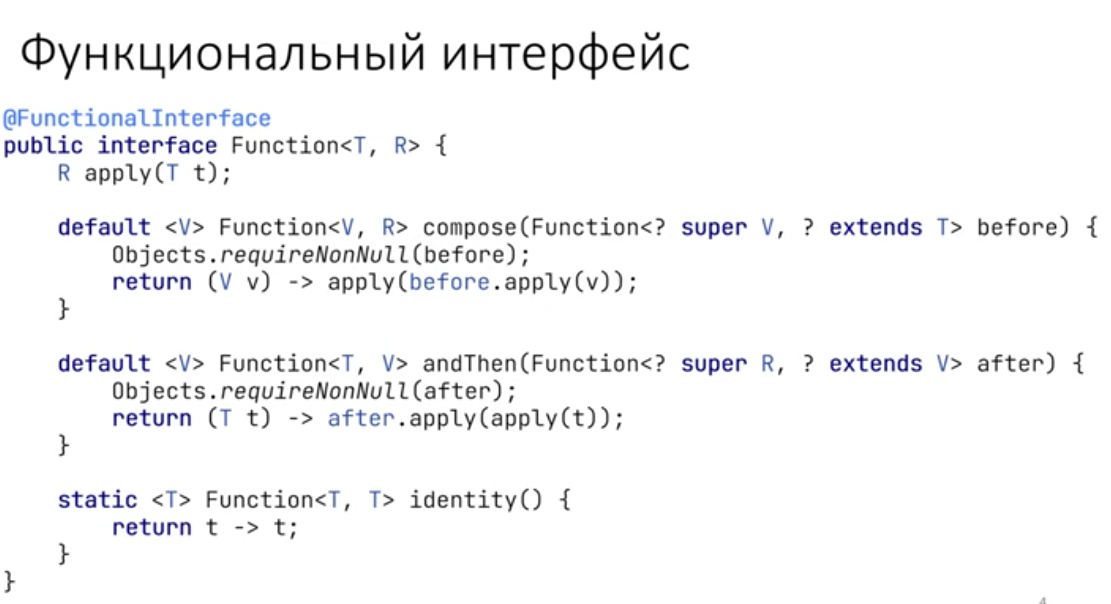 Функциональный интерфейс
@FunctionalInterface
public interface Function<T, R> {
    R apply(T t);

    default <V> Function<V, R> compose(Function<? super V, ? extends T> before) {
        Objects.requireNonNull(before);
        return (V v) -> apply(before.apply(v));
    }

    default <V> Function<T, V> andThen(Function<? super R, ? extends V> after) {
        Objects.requireNonNull(after);
        return (T t) -> after.apply(apply(t));
    }

    static <T> Function<T, T> identity() {
        return t -> t;
    }
}
4